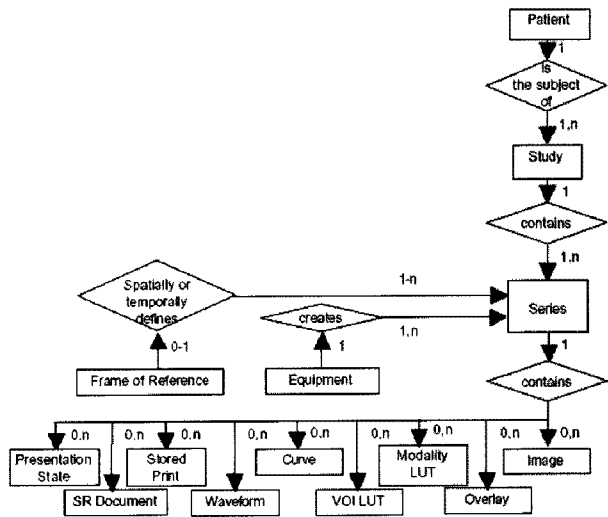 Patient
1
is
the subject
of
1,n
Study
1
contains
1.n
Spatially or
temporally
defines
1-n
Series
creates
1,n
0-1
1
1
Frame of Reference
Equipment
contains
0,n
0,n
0,n
0,n
0,n
0,n
0,n
0,n
0,n
Presentation
State
Stored
Print
Curve
Modality
LUT
Image
SR Document
Waveform
VOI LUT
Overlay